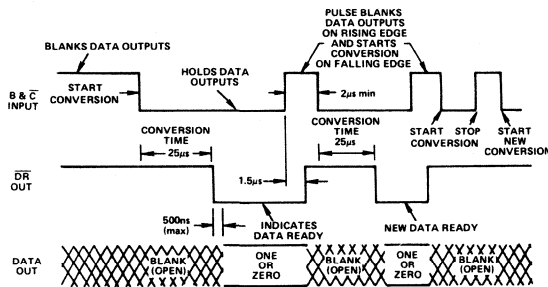 PULSE BLANKS
DATA OUTPUTS
ON RISING EDGE
AND STARTS
CONVERSION
ON FALLING EDGE
BLANKS DATA OUTPUTS
HOLDS DATA
OUTPUTS
B & C̅
INPUT
START
CONVERSION
2µs min
CONVERSION
TIME
25µs
CONVERSION
TIME
25µs
START
CONVERSION
STOP
START
NEW
CONVERSION
D̅R̅
OUT
1.5µs
500ns
(max)
INDICATES
DATA READY
NEW DATA READY
DATA
OUT
BLANK
(OPEN)
ONE
OR
ZERO
BLANK
(OPEN)
ONE
OR
ZERO
BLANK
(OPEN)